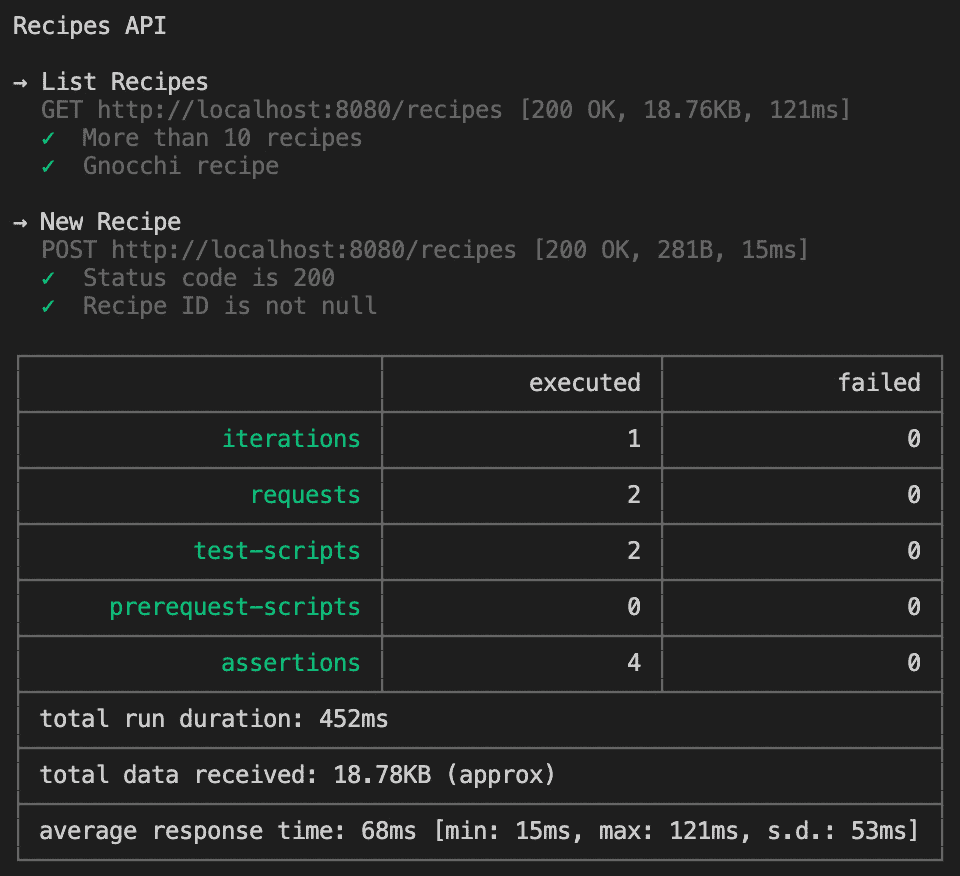 Recipes API
→ List Recipes
GET http://localhost:8080/recipes [200 OK, 18.76KB, 121ms]
✓ More than 10 recipes
✓ Gnocchi recipe
→ New Recipe
POST http://localhost:8080/recipes [200 OK, 281B, 15ms]
✓ Status code is 200
✓ Recipe ID is not null
executed failed
iterations 1 0
requests 2 0
test-scripts 2 0
prerequest-scripts 0 0
assertions 4 0
total run duration: 452ms
total data received: 18.78KB (approx)
average response time: 68ms [min: 15ms, max: 121ms, s.d.: 53ms]